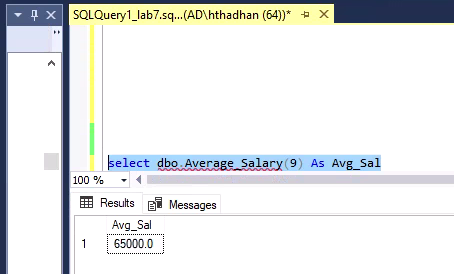 SQLQuery1_lab7.sq...(AD\hthadhan (64))*
select dbo.Average_Salary(9) As Avg_Sal
100 %
Results Messages
Avg_Sal
1 65000.0